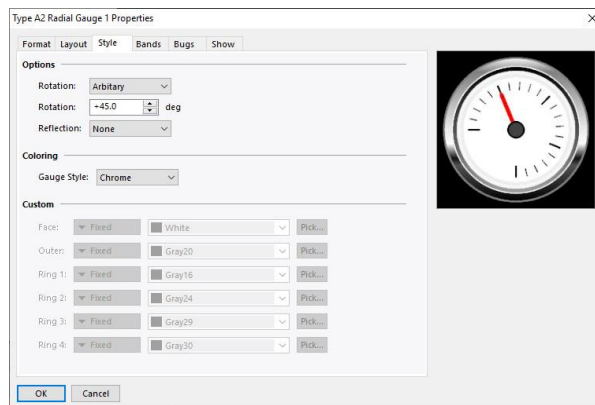 Type A2 Radial Gauge 1 Properties
Format Layout Style Bands Bugs Show
Options
Rotation: Arbitary
Rotation: +45.0 deg
Reflection: None
Coloring
Gauge Style: Chrome
Custom
Face: Fixed White Pick...
Outer: Fixed Gray20 Pick...
Ring 1: Fixed Gray16 Pick...
Ring 2: Fixed Gray24 Pick...
Ring 3: Fixed Gray29 Pick...
Ring 4: Fixed Gray30 Pick...
OK Cancel